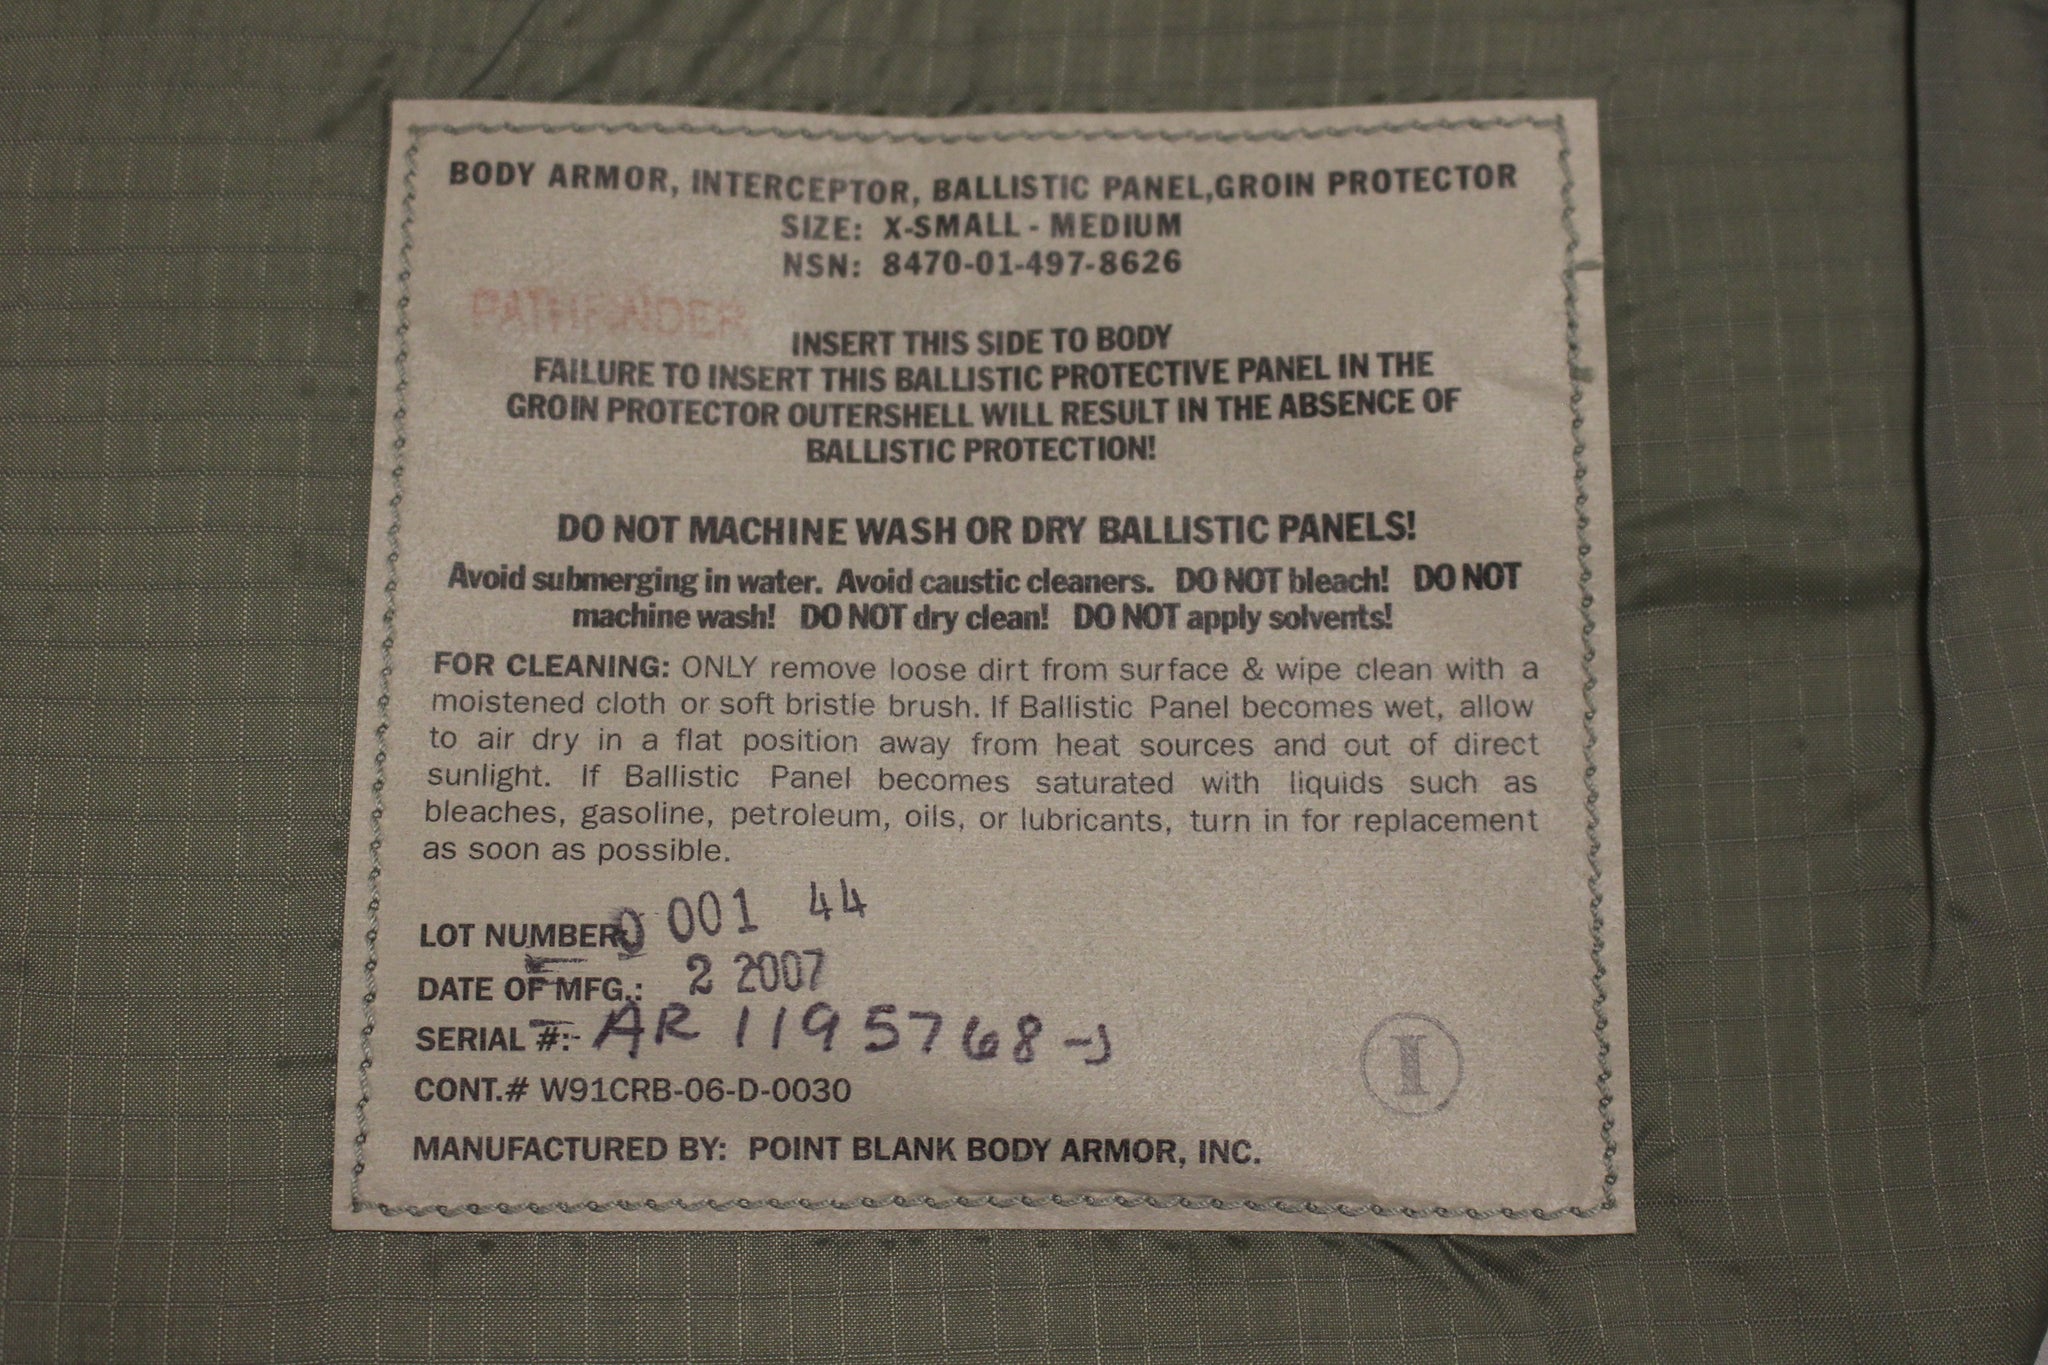 BODY ARMOR, INTERCEPTOR, BALLISTIC PANEL,GROIN PROTECTOR
SIZE: X-SMALL - MEDIUM
NSN: 8470-01-497-8626
PATHFINDER
INSERT THIS SIDE TO BODY
FAILURE TO INSERT THIS BALLISTIC PROTECTIVE PANEL IN THE
GROIN PROTECTOR OUTERSHELL WILL RESULT IN THE ABSENCE OF
BALLISTIC PROTECTION!
DO NOT MACHINE WASH OR DRY BALLISTIC PANELS!
Avoid submerging in water. Avoid caustic cleaners. DO NOT bleach! DO NOT
machine wash! DO NOT dry clean! DO NOT apply solvents!
FOR CLEANING: ONLY remove loose dirt from surface & wipe clean with a
moistened cloth or soft bristle brush. If Ballistic Panel becomes wet, allow
to air dry in a flat position away from heat sources and out of direct
sunlight. If Ballistic Panel becomes saturated with liquids such as
bleaches, gasoline, petroleum, oils, or lubricants, turn in for replacement
as soon as possible.
LOT NUMBER: 0 001 44
DATE OF MFG.: 2 2007
SERIAL #:- AR 1195768-J
CONT.# W91CRB-06-D-0030
I
MANUFACTURED BY: POINT BLANK BODY ARMOR, INC.